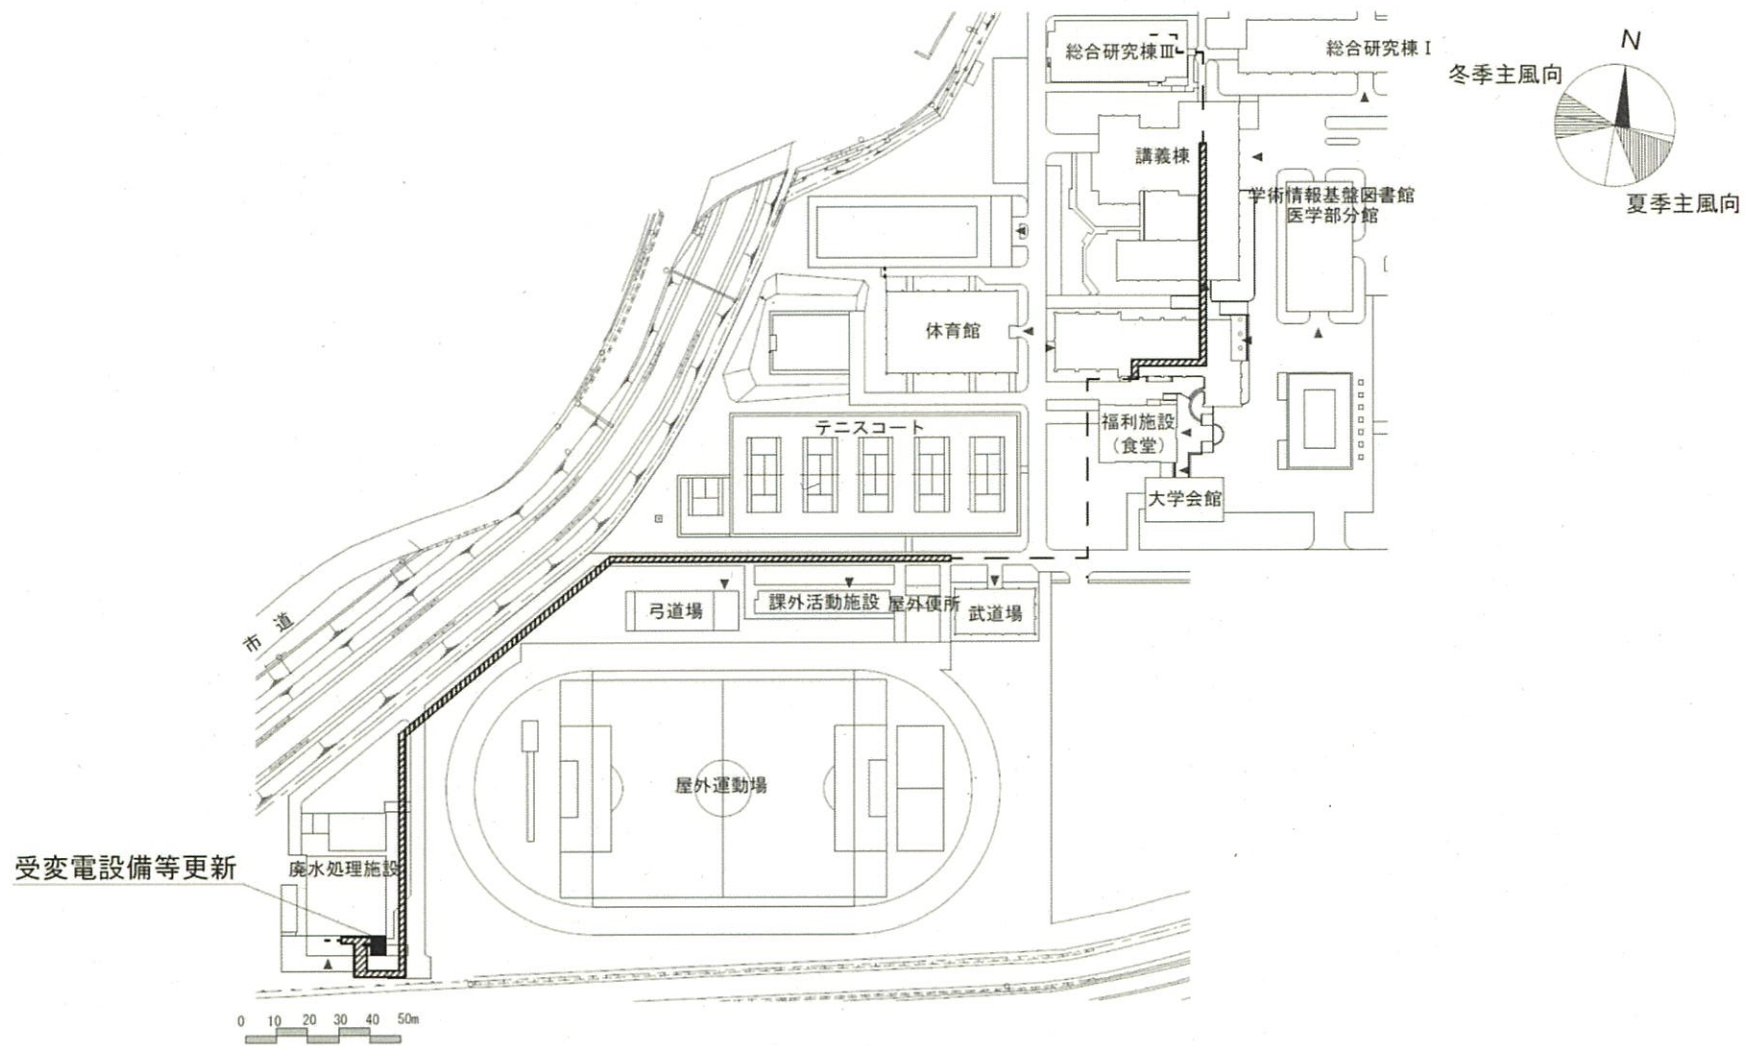 総合研究棟Ⅲ
総合研究棟Ⅰ
N
冬季主風向
講義棟
学術情報基盤図書館
医学部分館
夏季主風向
体育館
テニスコート
福利施設
(食堂)
大学会館
市道
弓道場
課外活動施設
屋外便所
武道場
屋外運動場
受変電設備等更新
廃水処理施設
0 10 20 30 40 50m